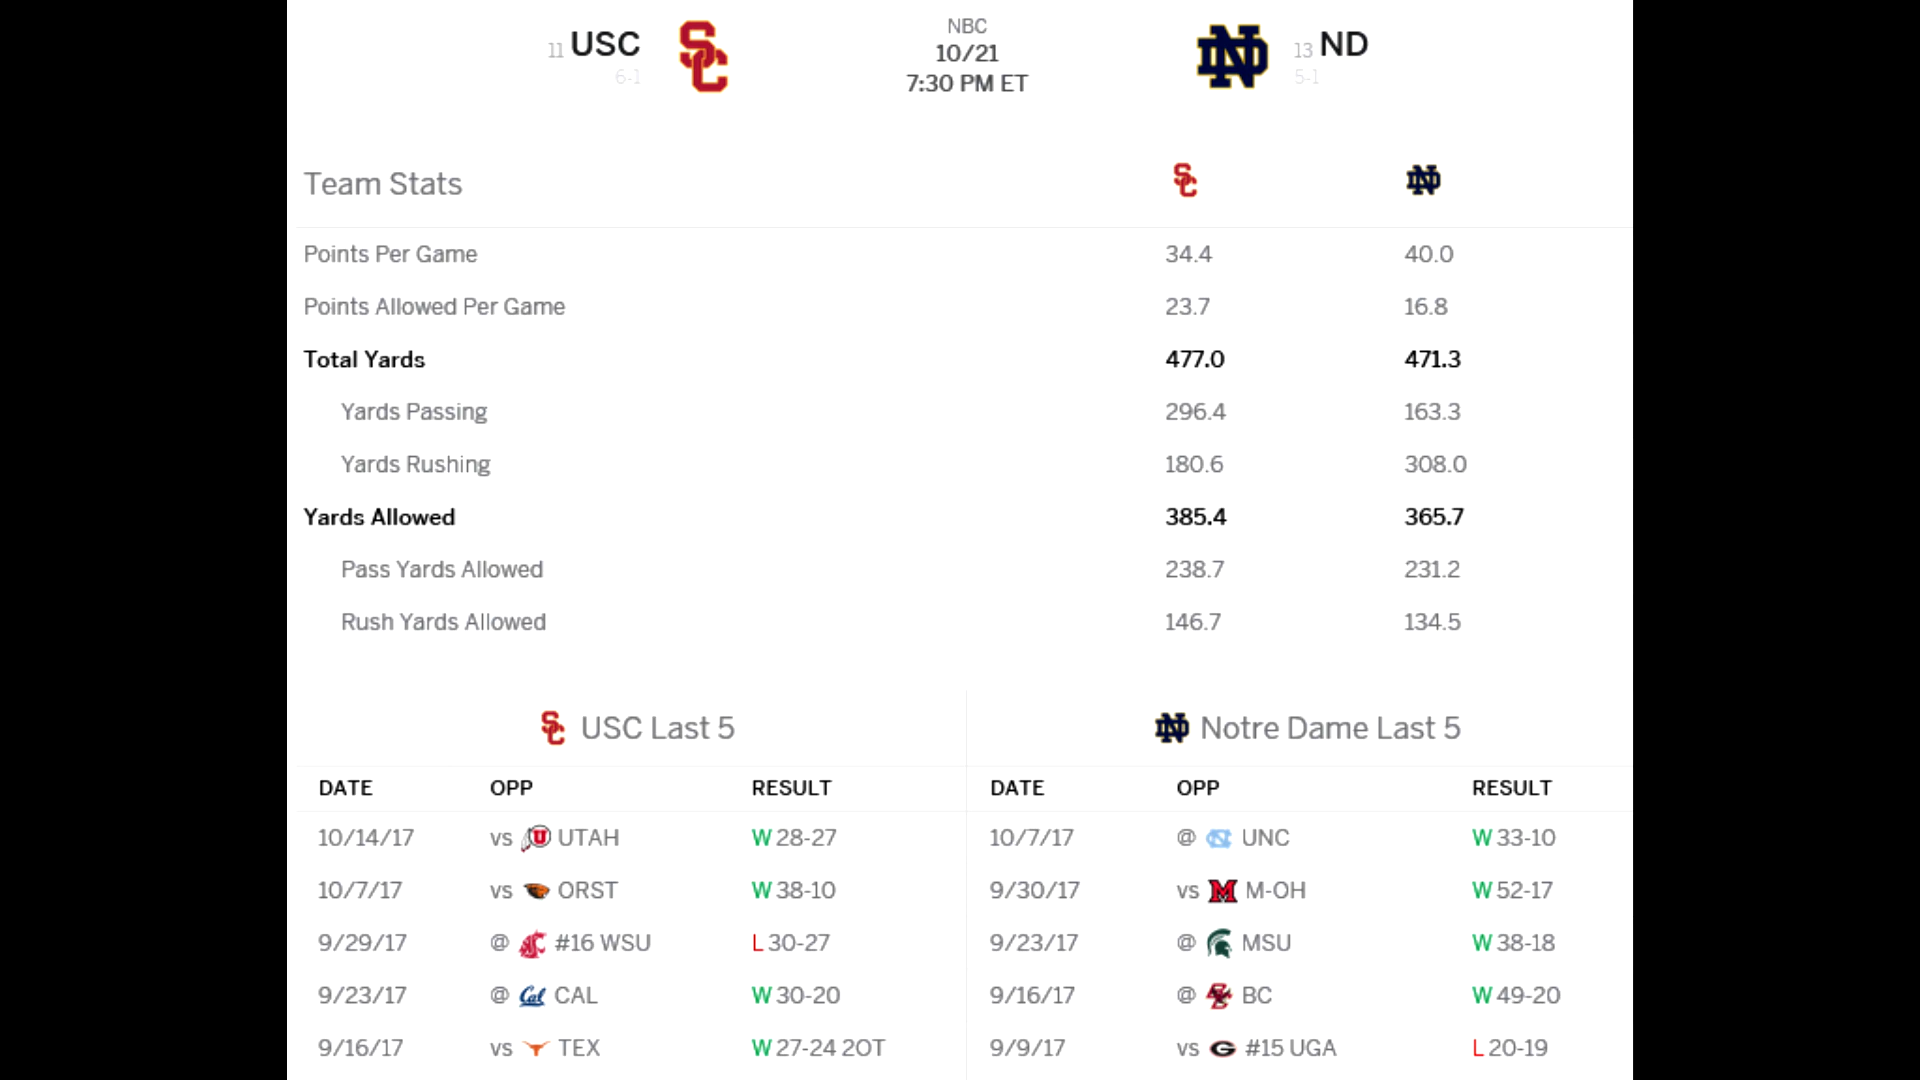 11 USC
6-1
NBC
10/21
7:30 PM ET
13 ND
5-1
Team Stats
Points Per Game 34.4 40.0
Points Allowed Per Game 23.7 16.8
Total Yards 477.0 471.3
Yards Passing 296.4 163.3
Yards Rushing 180.6 308.0
Yards Allowed 385.4 365.7
Pass Yards Allowed 238.7 231.2
Rush Yards Allowed 146.7 134.5
USC Last 5
DATE OPP RESULT
10/14/17 vs UTAH W 28-27
10/7/17 vs ORST W 38-10
9/29/17 @ #16 WSU L 30-27
9/23/17 @ Cal CAL W 30-20
9/16/17 vs TEX W 27-24 2OT
Notre Dame Last 5
DATE OPP RESULT
10/7/17 @ UNC W 33-10
9/30/17 vs M-OH W 52-17
9/23/17 @ MSU W 38-18
9/16/17 @ BC W 49-20
9/9/17 vs #15 UGA L 20-19